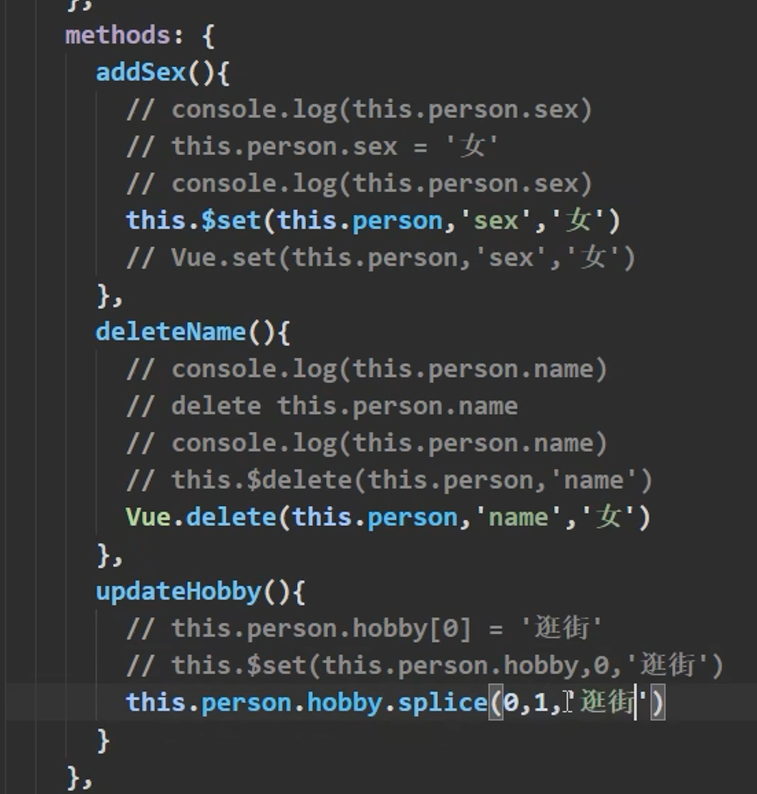 },
methods: {
addSex(){
// console.log(this.person.sex)
// this.person.sex = '女'
// console.log(this.person.sex)
this.$set(this.person,'sex','女')
// Vue.set(this.person,'sex','女')
},
deleteName(){
// console.log(this.person.name)
// delete this.person.name
// console.log(this.person.name)
// this.$delete(this.person,'name')
Vue.delete(this.person,'name','女')
},
updateHobby(){
// this.person.hobby[0] = '逛街'
// this.$set(this.person.hobby,0,'逛街')
this.person.hobby.splice(0,1,'逛街')
}
},